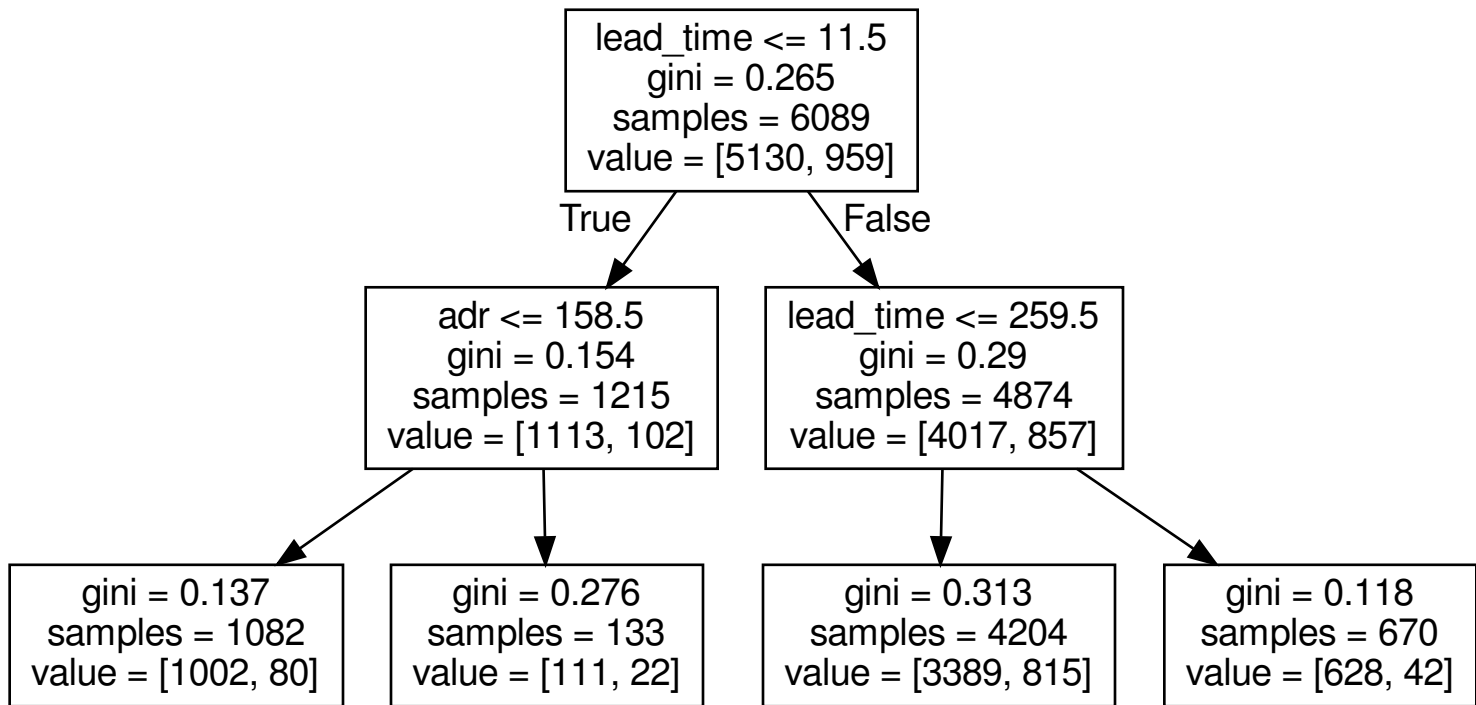 lead_time <= 11.5
gini = 0.265
samples = 6089
value = [5130, 959]
True
False
adr <= 158.5
gini = 0.154
samples = 1215
value = [1113, 102]
lead_time <= 259.5
gini = 0.29
samples = 4874
value = [4017, 857]
gini = 0.137
samples = 1082
value = [1002, 80]
gini = 0.276
samples = 133
value = [111, 22]
gini = 0.313
samples = 4204
value = [3389, 815]
gini = 0.118
samples = 670
value = [628, 42]